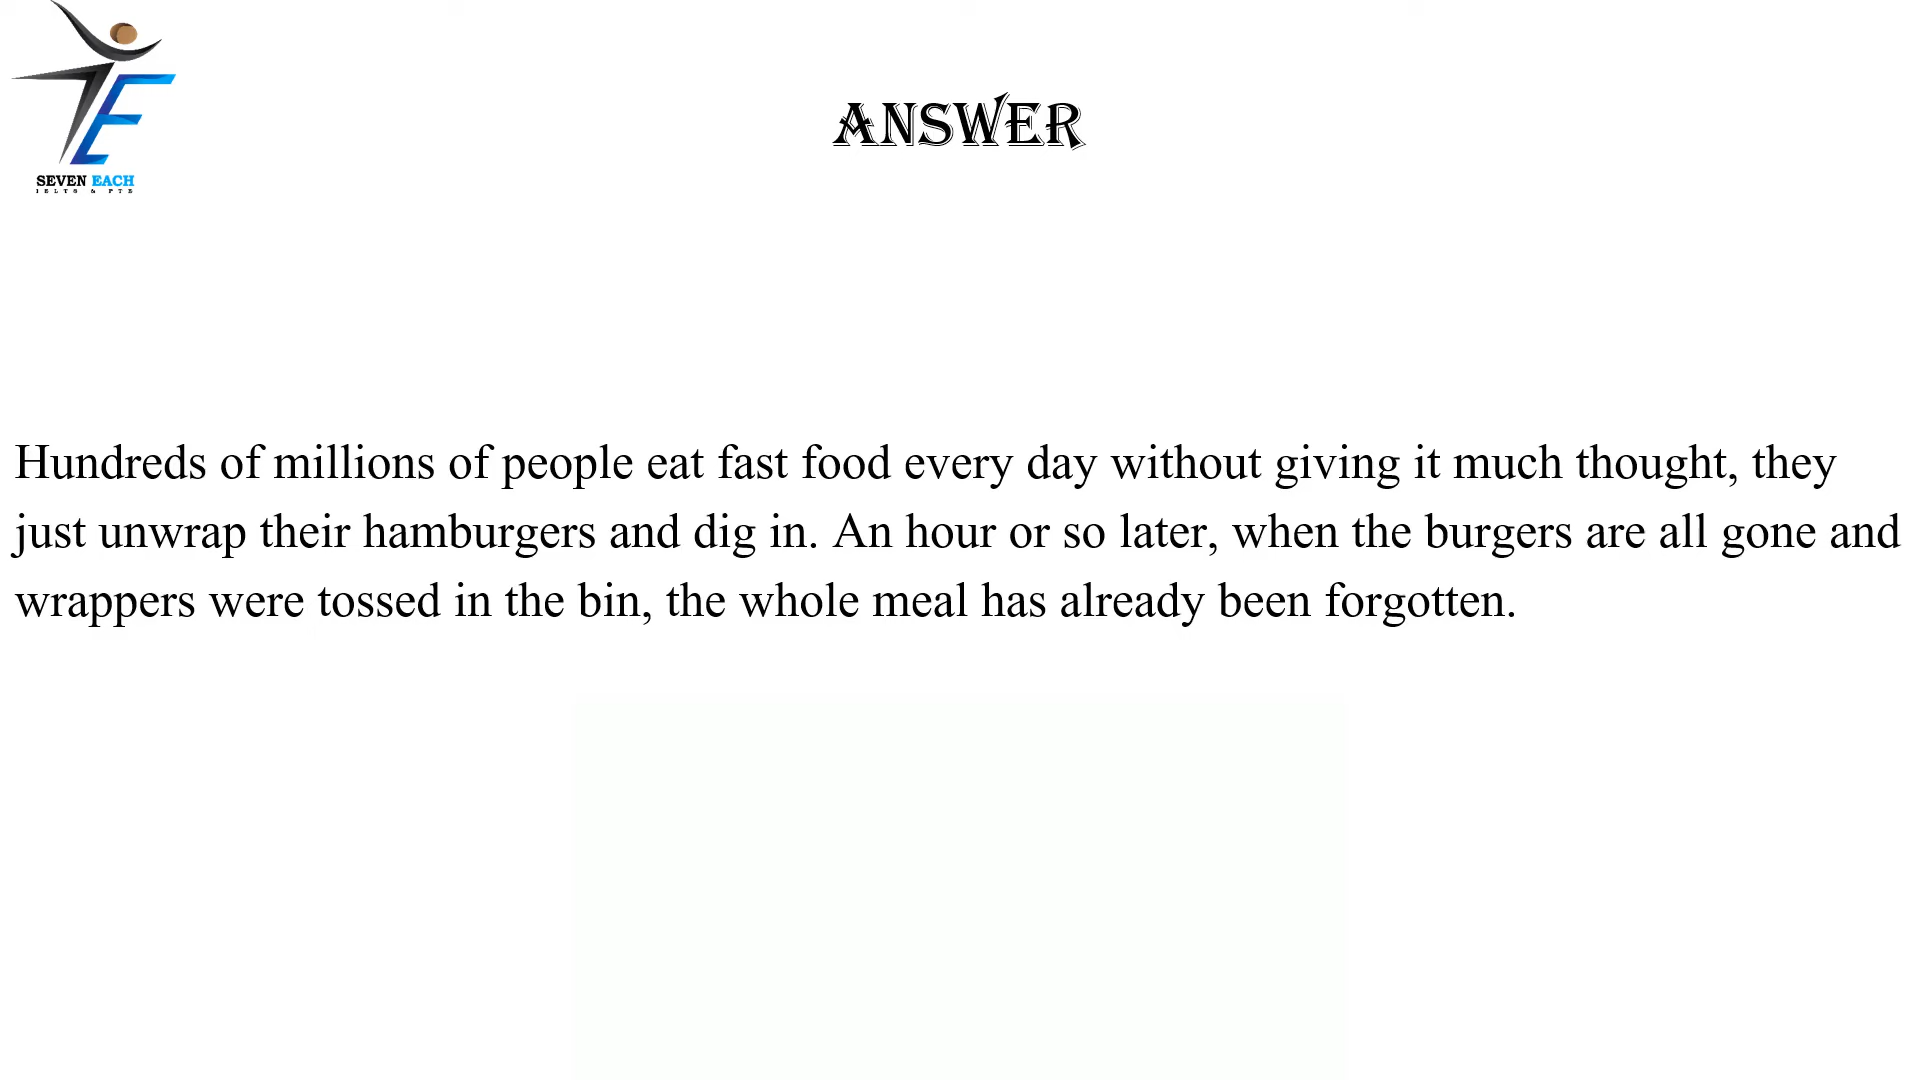 SEVEN EACH
IELTS & PTE
ANSWER
Hundreds of millions of people eat fast food every day without giving it much thought, they
just unwrap their hamburgers and dig in. An hour or so later, when the burgers are all gone and
wrappers were tossed in the bin, the whole meal has already been forgotten.